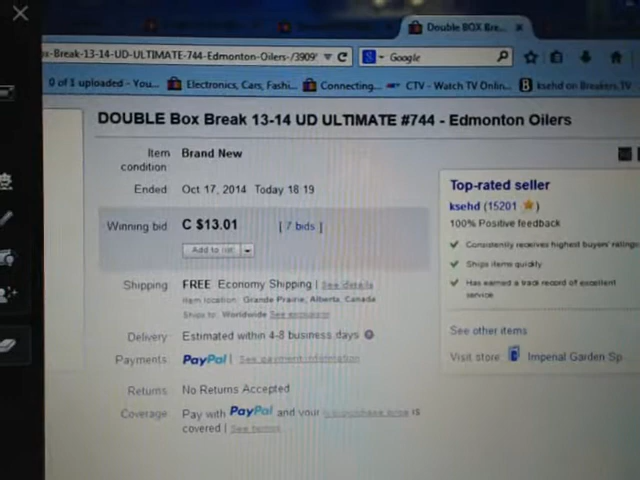 Double BOX Bre...
x-Break-13-14-UD-ULTIMATE-744-Edmonton-Oilers-/3909
Google
0 of 1 uploaded - You...
Electronics, Cars, Fashi...
Connecting...
CTV - Watch TV Onlin...
ksehd on Breakers.TV
DOUBLE Box Break 13-14 UD ULTIMATE #744 - Edmonton Oilers
Item condition Brand New
Ended Oct 17, 2014 Today 18 19
Winning bid C $13.01 [ 7 bids ]
Add to list
Shipping FREE Economy Shipping | See details
Item location: Grande Prairie, Alberta, Canada
Ships to: Worldwide See
Delivery: Estimated within 4-8 business days
Payments: PayPal | See payment information
Returns: No Returns Accepted
Coverage: Pay with PayPal and your is
covered | See terms
Top-rated seller
ksehd (15201)
100% Positive feedback
Consistently receives highest buyers' ratings
Ships items quickly
Has earned a track record of excellent
service
See other items
Visit store Imperial Garden Sp